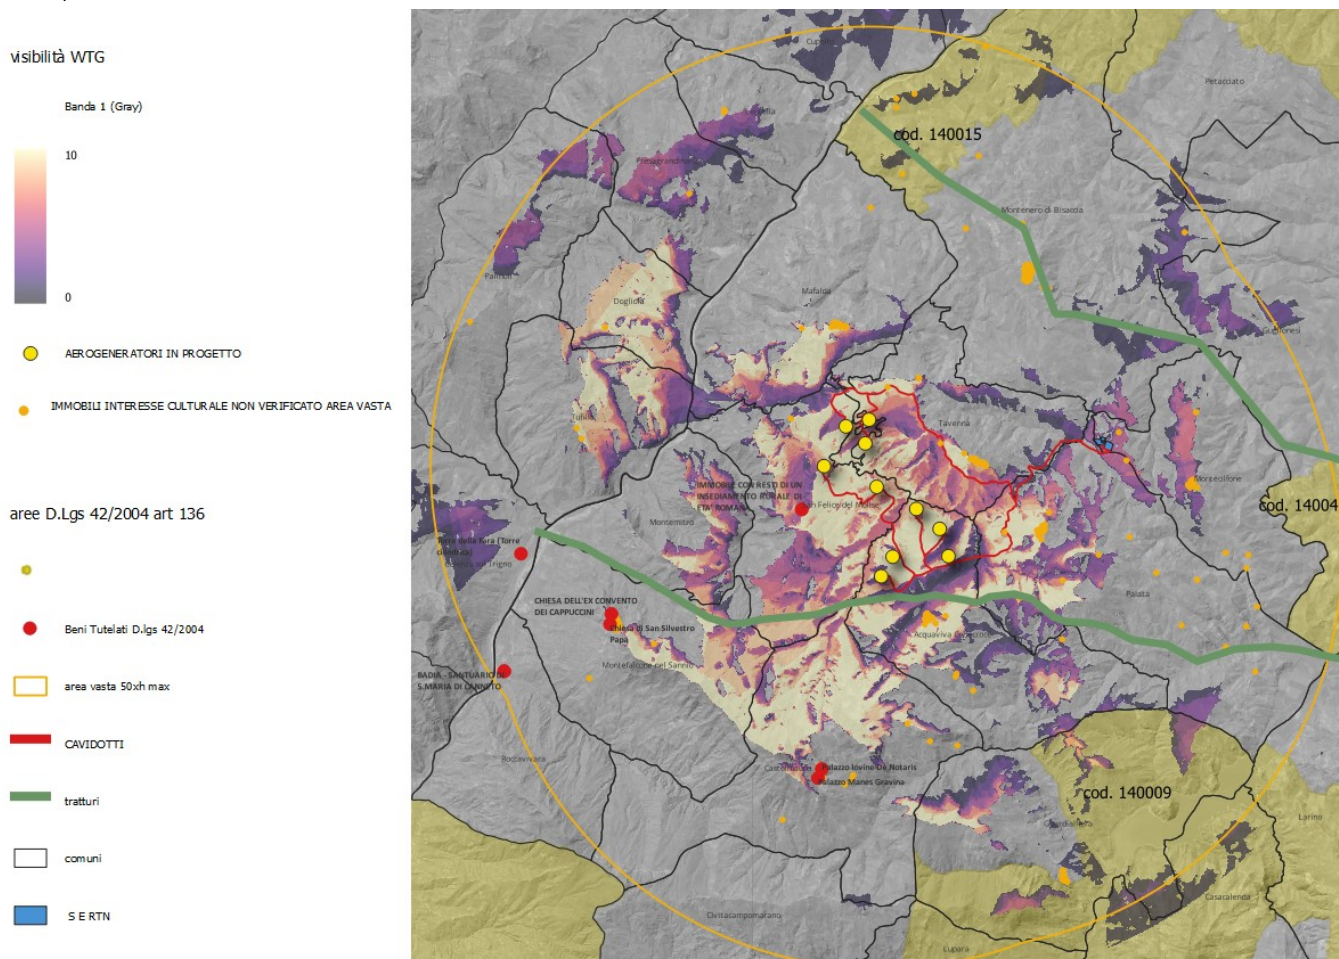 visibilità WTG
Banda 1 (Gray)
10
0
AEROGENERATORI IN PROGETTO
IMMOBILI INTERESSE CULTURALE NON VERIFICATO AREA VASTA
aree D.Lgs 42/2004 art 136
Beni Tutelati D.lgs 42/2004
area vasta 50xh max
CAVIDOTTI
tratturi
comuni
S E RTN
Petacciato
cod. 140015
Montenero di Bisaccia
Mafalda
Dogliola
Tavenna
Montecilfone
cod. 14004
IMMOBILE CON RESTI DI UN
INSEDIAMENTO RURALE DI
ETA' ROMANA
Montemitro
CHIESA DELL'EX CONVENTO
DEI CAPPUCCINI
Chiesa di San Silvestro
Papa
Montefalcone nel Sannio
BADIA - SANTUARIO DI
S.MARIA DI CANNETO
Palata
Roccavivara
Palazzo Iovine De Notaris
Palazzo Manes Gravina
cod. 140009
Larino
Casacalenda
Civitacampomarano
Lupara